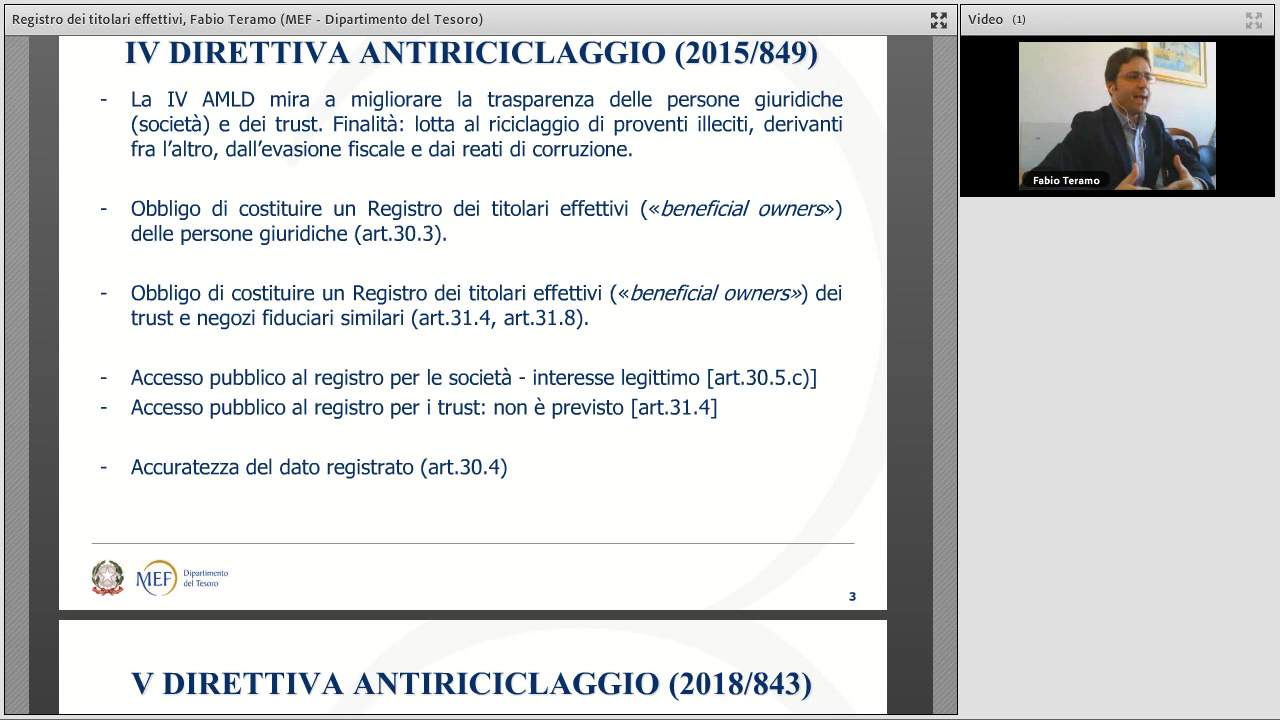 Registro dei titolari effettivi, Fabio Teramo (MEF - Dipartimento del Tesoro)
Video (1)
Fabio Teramo
IV DIRETTIVA ANTIRICICLAGGIO (2015/849)
- La IV AMLD mira a migliorare la trasparenza delle persone giuridiche
(società) e dei trust. Finalità: lotta al riciclaggio di proventi illeciti, derivanti
fra l’altro, dall’evasione fiscale e dai reati di corruzione.
- Obbligo di costituire un Registro dei titolari effettivi («beneficial owners»)
delle persone giuridiche (art.30.3).
- Obbligo di costituire un Registro dei titolari effettivi («beneficial owners») dei
trust e negozi fiduciari similari (art.31.4, art.31.8).
- Accesso pubblico al registro per le società - interesse legittimo [art.30.5.c)]
- Accesso pubblico al registro per i trust: non è previsto [art.31.4]
- Accuratezza del dato registrato (art.30.4)
MEF Dipartimento
del Tesoro
3
V DIRETTIVA ANTIRICICLAGGIO (2018/843)